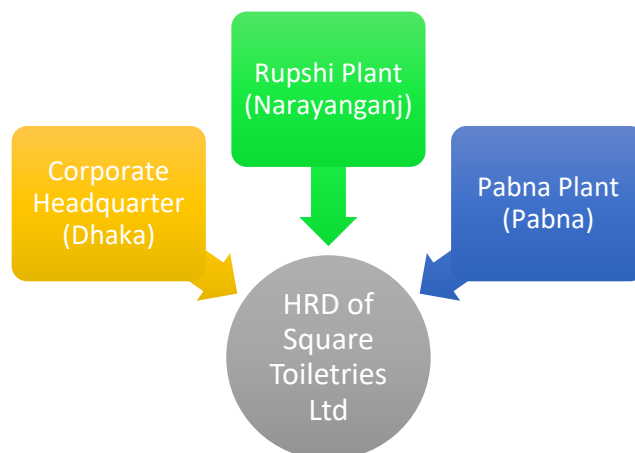 Rupshi Plant
(Narayanganj)
Corporate
Headquarter
(Dhaka)
Pabna Plant
(Pabna)
HRD of
Square
Toiletries
Ltd